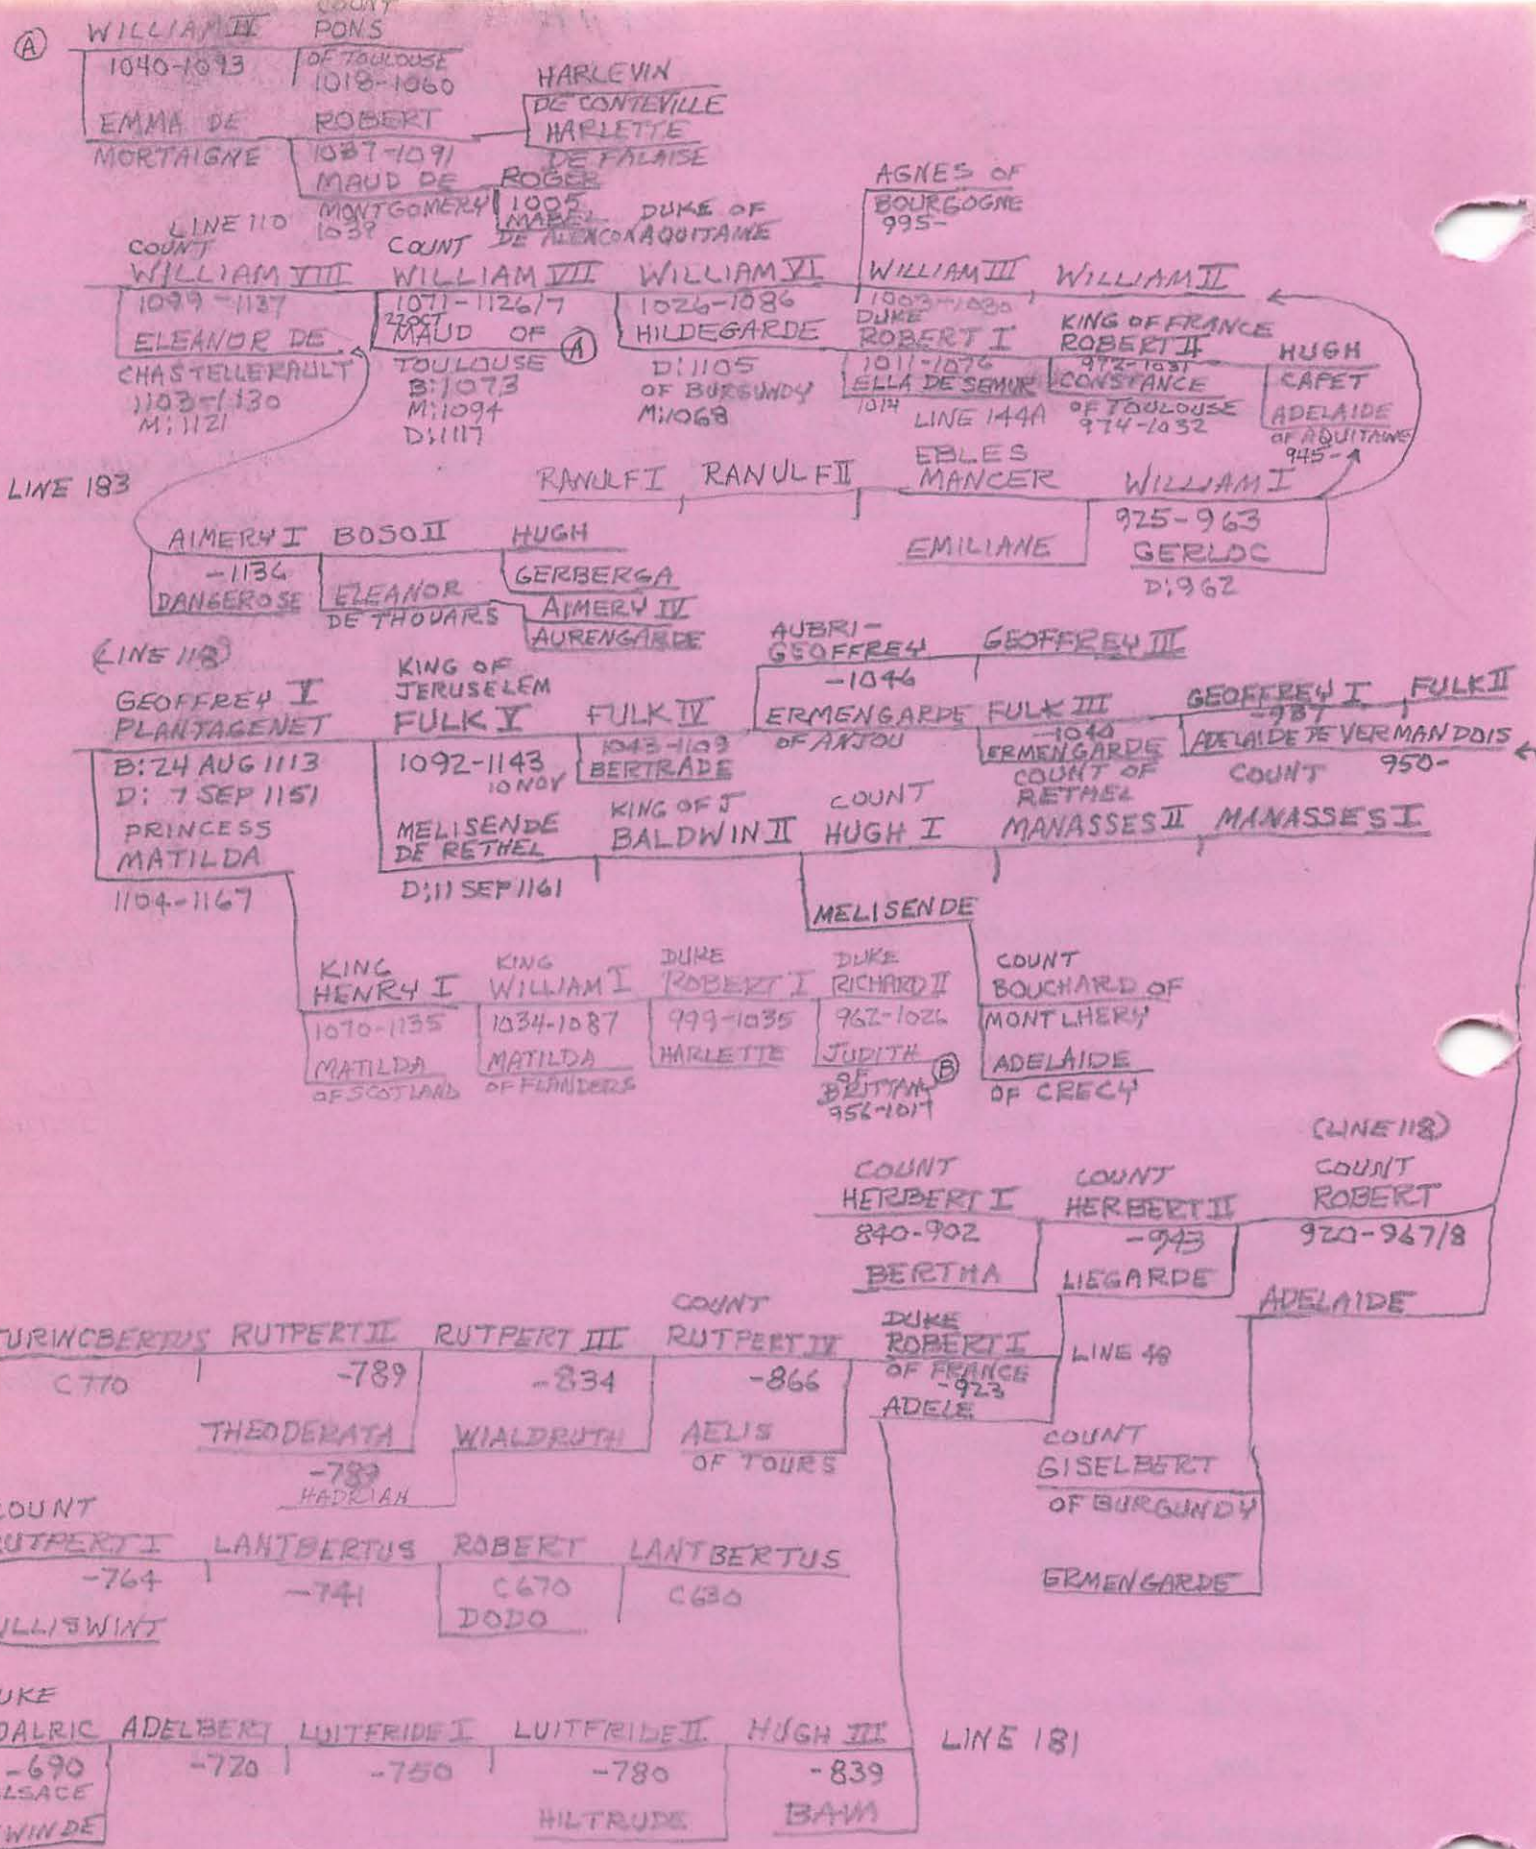 Ⓐ WILLIAM IV
1040-1093
EMMA DE
MORTAIGNE
COUNT
PONS
OF TOULOUSE
1018-1060
ROBERT
1037-1091
MAUD DE
MONTGOMERY
1039
HARLEVIN
DE CONTEVILLE
HARLETTE
DE FALAISE
ROGER
1005
MABEL
DE ALENCON
LINE 110
COUNT
WILLIAM VIII
1099-1137
ELEANOR DE
CHASTELLERAULT
1103-1130
M:1121
COUNT
WILLIAM VII
1071-1126/7
22 OCT
MAUD OF Ⓐ
TOULOUSE
B:1073
M:1094
D:1117
DUKE OF
AQUITAINE
WILLIAM VI
1026-1086
HILDEGARDE
D:1105
OF BURGUNDY
M:1068
AGNES OF
BOURGOGNE
995-
WILLIAM III
1003-1030
DUKE
ROBERT I
1011-1076
ELLA DE SEMUR
1014
LINE 144A
WILLIAM II
KING OF FRANCE
ROBERT II
972-1031
CONSTANCE
OF TOULOUSE
974-1032
HUGH
CAPET
ADELAIDE
OF AQUITAINE
945-
LINE 183
RANULF I
RANULF II
EBLES
MANCER
EMILIANE
WILLIAM I
925-963
GERLOC
D:962
AIMERY I
-1136
DANGEROSE
BOSO II
ELEANOR
DE THOUARS
HUGH
GERBERGA
AIMERY IV
AURENGARDE
(LINE 118)
GEOFFREY V
PLANTAGENET
B:24 AUG 1113
D: 7 SEP 1151
PRINCESS
MATILDA
1104-1167
KING OF
JERUSELEM
FULK V
1092-1143
10 NOV
MELISENDE
DE RETHEL
D:11 SEP 1161
FULK IV
1043-1109
BERTRADE
AUBRI-
GEOFFREY
-1046
ERMENGARDE
OF ANJOU
GEOFFREY III
FULK III
-1040
ERMENGARDE
GEOFFREY I
-987
ADELAIDE DE VERMANDOIS
950-
FULK II
KING OF J
BALDWIN II
COUNT
HUGH I
COUNT OF
RETHEL
MANASSES II
COUNT
MANASSES I
MELISENDE
COUNT
BOUCHARD OF
MONTLHERY
ADELAIDE
OF CRECY
KING
HENRY I
1070-1135
MATILDA
OF SCOTLAND
KING
WILLIAM I
1034-1087
MATILDA
OF FLANDERS
DUKE
ROBERT I
999-1035
HARLETTE
DUKE
RICHARD II
962-1026
JUDITH
OF Ⓑ
BRITTANY
956-1017
(LINE 118)
COUNT
HERBERT I
840-902
BERTHA
COUNT
HERBERT II
-943
LIEGARDE
COUNT
ROBERT
920-967/8
ADELAIDE
TURINCBERTUS
C 770
RUTPERT II
-789
THEODERATA
-789
HADRIAN
RUTPERT III
-834
WIALDRUTH
COUNT
RUTPERT IV
-866
AELIS
OF TOURS
DUKE
ROBERT I
OF FRANCE
-923
ADELE
LINE 48
COUNT
GISELBERT
OF BURGUNDY
ERMENGARDE
OUNT
UTPERT I
-764
ILLISWINT
LANTBERTUS
-741
ROBERT
C670
DODO
LANTBERTUS
C630
UKE
DALRIC
-690
LSACE
WINDE
ADELBERT
-720
LUITFRIDE I
-750
LUITFRIDE II
-780
HILTRUDE
HUGH III
-839
BAVA
LINE 181